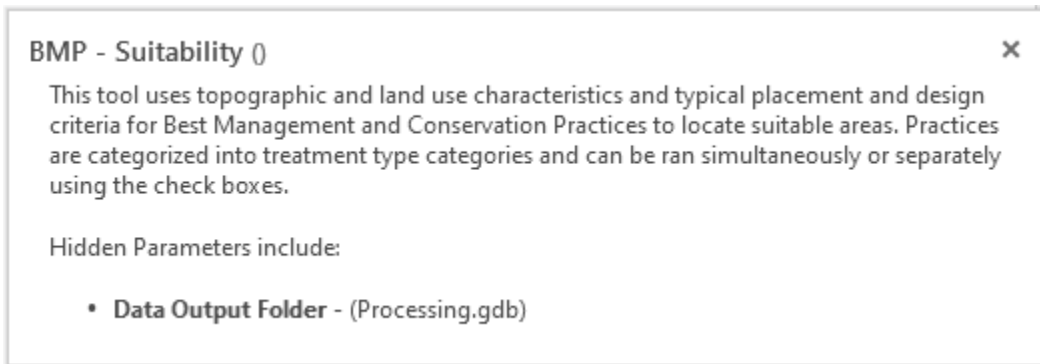 BMP - Suitability ()
This tool uses topographic and land use characteristics and typical placement and design
criteria for Best Management and Conservation Practices to locate suitable areas. Practices
are categorized into treatment type categories and can be ran simultaneously or separately
using the check boxes.
Hidden Parameters include:
• Data Output Folder - (Processing.gdb)